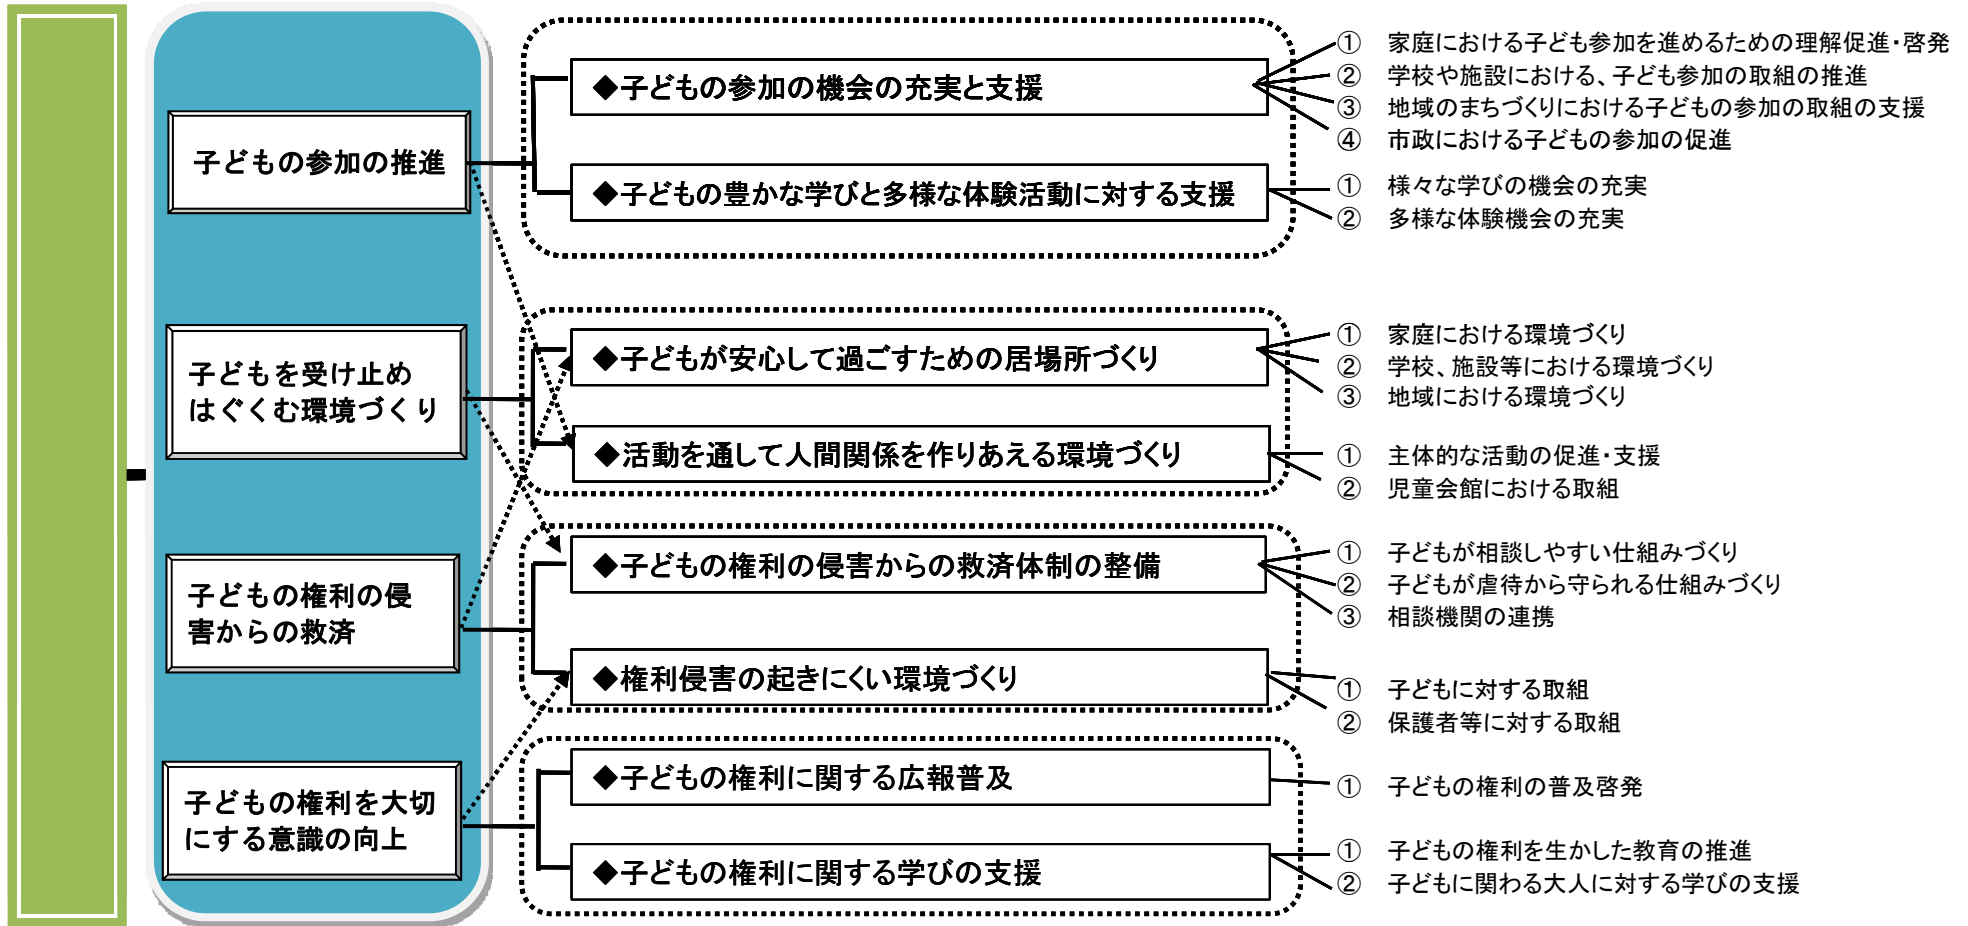 子どもの参加の推進
◆子どもの参加の機会の充実と支援
① 家庭における子ども参加を進めるための理解促進・啓発
② 学校や施設における、子ども参加の取組の推進
③ 地域のまちづくりにおける子どもの参加の取組の支援
④ 市政における子どもの参加の促進
◆子どもの豊かな学びと多様な体験活動に対する支援
① 様々な学びの機会の充実
② 多様な体験機会の充実
子どもを受け止め
はぐくむ環境づくり
◆子どもが安心して過ごすための居場所づくり
① 家庭における環境づくり
② 学校、施設等における環境づくり
③ 地域における環境づくり
◆活動を通して人間関係を作りあえる環境づくり
① 主体的な活動の促進・支援
② 児童会館における取組
子どもの権利の侵
害からの救済
◆子どもの権利の侵害からの救済体制の整備
① 子どもが相談しやすい仕組みづくり
② 子どもが虐待から守られる仕組みづくり
③ 相談機関の連携
◆権利侵害の起きにくい環境づくり
① 子どもに対する取組
② 保護者等に対する取組
子どもの権利を大切
にする意識の向上
◆子どもの権利に関する広報普及
① 子どもの権利の普及啓発
◆子どもの権利に関する学びの支援
① 子どもの権利を生かした教育の推進
② 子どもに関わる大人に対する学びの支援